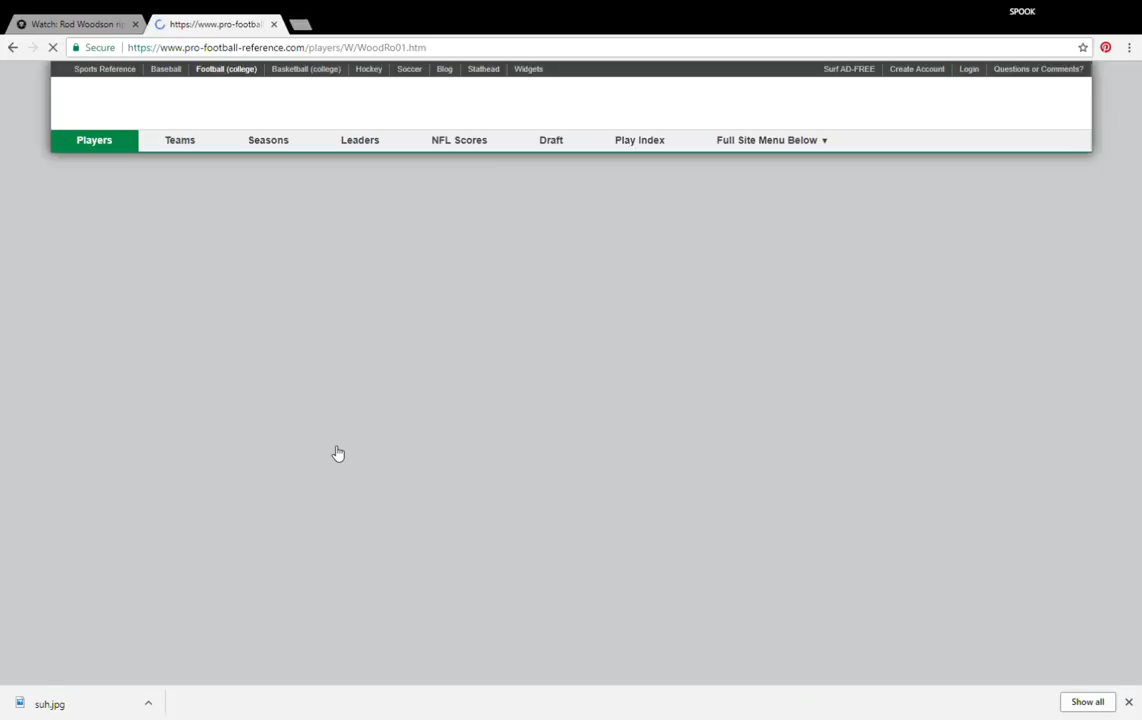 SPOOK
Watch: Rod Woodson rip
https://www.pro-footbal
Secure https://www.pro-football-reference.com/players/W/WoodRo01.htm
Sports Reference Baseball Football (college) Basketball (college) Hockey Soccer Blog Stathead Widgets Surf AD-FREE Create Account Login Questions or Comments?
Players Teams Seasons Leaders NFL Scores Draft Play Index Full Site Menu Below ▼
suh.jpg Show all